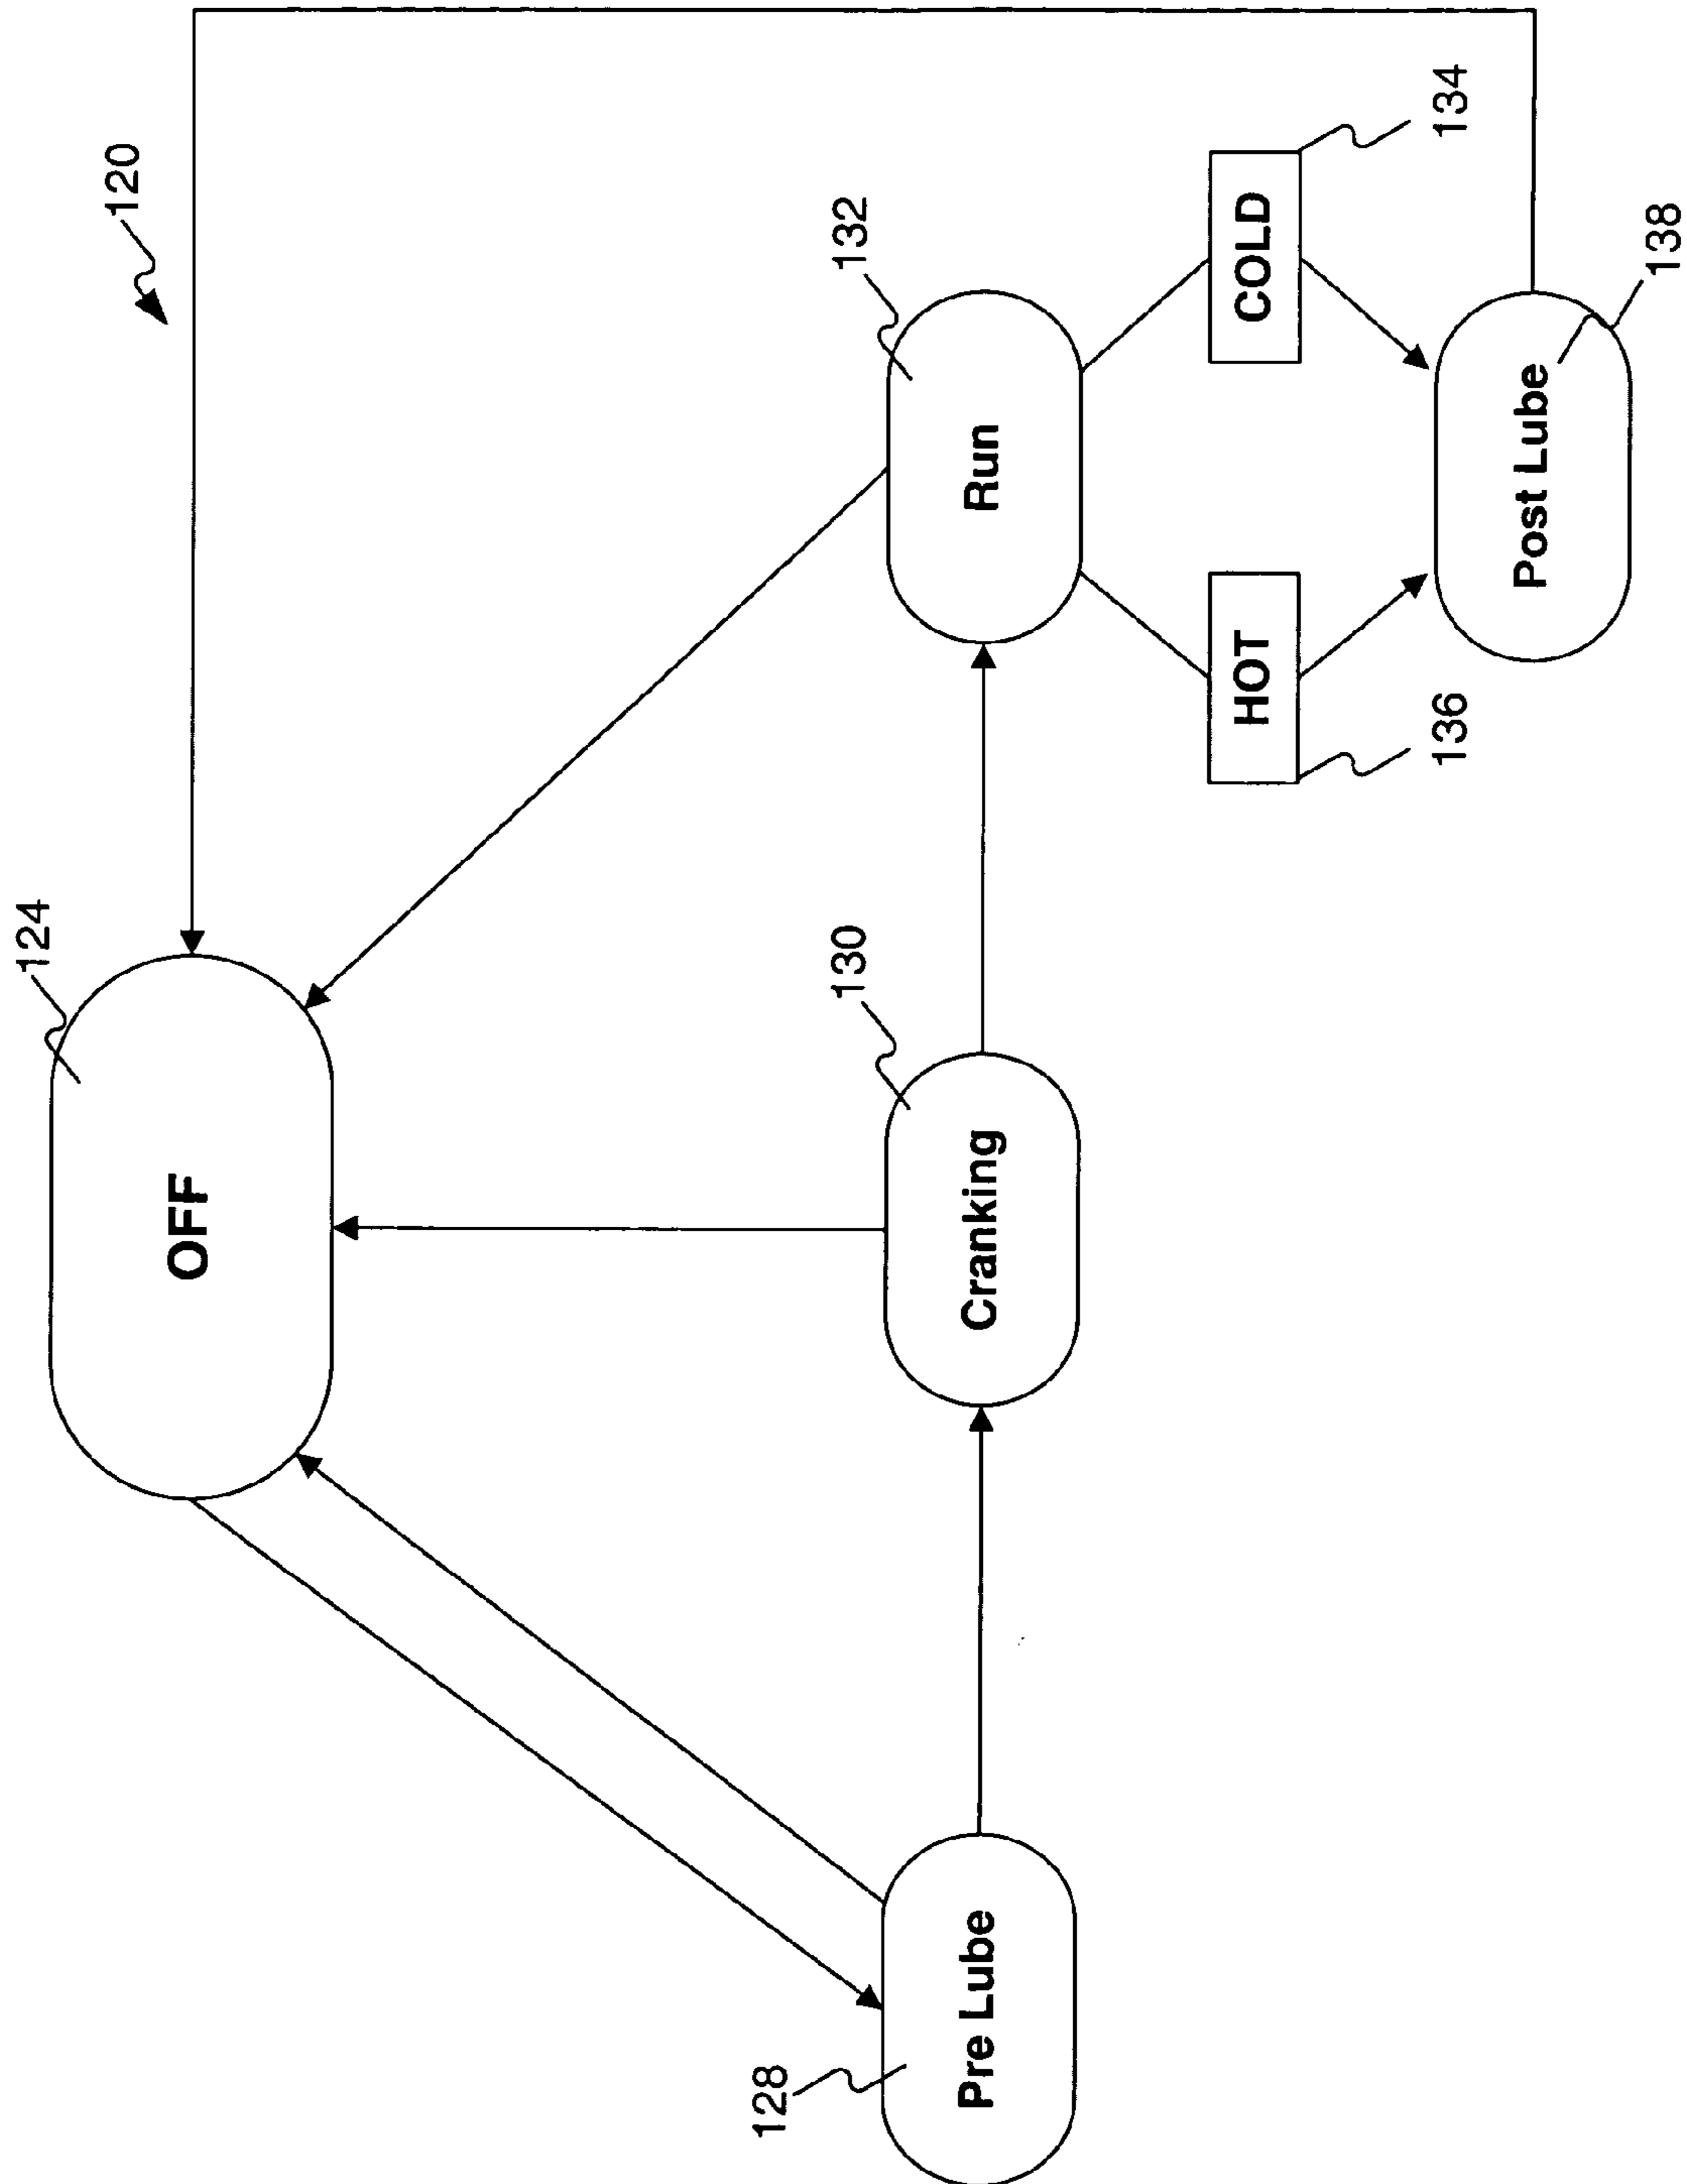 120
124
OFF
128
Pre Lube
130
Cranking
132
Run
136
HOT
COLD
134
Post Lube
138